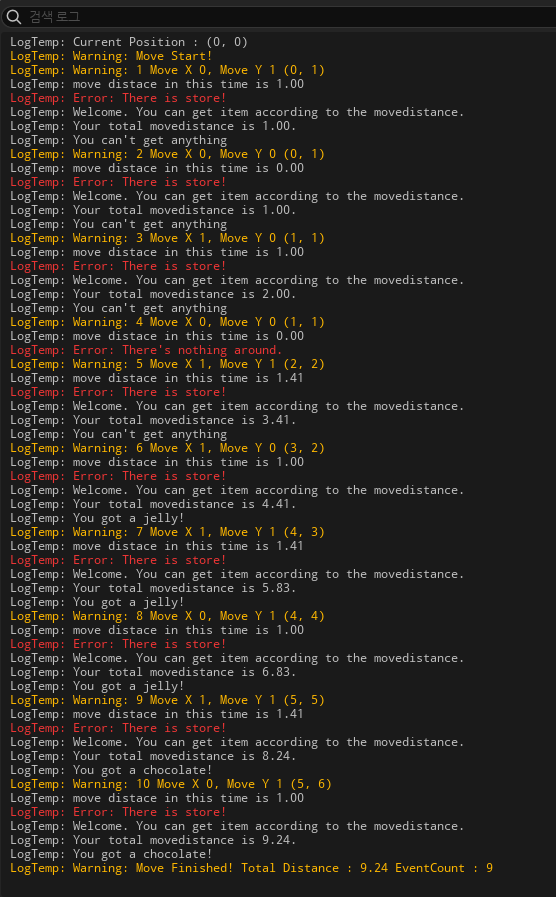 검색 로그
LogTemp: Current Position : (0, 0)
LogTemp: Warning: Move Start!
LogTemp: Warning: 1 Move X 0, Move Y 1 (0, 1)
LogTemp: move distace in this time is 1.00
LogTemp: Error: There is store!
LogTemp: Welcome. You can get item according to the movedistance.
LogTemp: Your total movedistance is 1.00.
LogTemp: You can't get anything
LogTemp: Warning: 2 Move X 0, Move Y 0 (0, 1)
LogTemp: move distace in this time is 0.00
LogTemp: Error: There is store!
LogTemp: Welcome. You can get item according to the movedistance.
LogTemp: Your total movedistance is 1.00.
LogTemp: You can't get anything
LogTemp: Warning: 3 Move X 1, Move Y 0 (1, 1)
LogTemp: move distace in this time is 1.00
LogTemp: Error: There is store!
LogTemp: Welcome. You can get item according to the movedistance.
LogTemp: Your total movedistance is 2.00.
LogTemp: You can't get anything
LogTemp: Warning: 4 Move X 0, Move Y 0 (1, 1)
LogTemp: move distace in this time is 0.00
LogTemp: Error: There's nothing around.
LogTemp: Warning: 5 Move X 1, Move Y 1 (2, 2)
LogTemp: move distace in this time is 1.41
LogTemp: Error: There is store!
LogTemp: Welcome. You can get item according to the movedistance.
LogTemp: Your total movedistance is 3.41.
LogTemp: You can't get anything
LogTemp: Warning: 6 Move X 1, Move Y 0 (3, 2)
LogTemp: move distace in this time is 1.00
LogTemp: Error: There is store!
LogTemp: Welcome. You can get item according to the movedistance.
LogTemp: Your total movedistance is 4.41.
LogTemp: You got a jelly!
LogTemp: Warning: 7 Move X 1, Move Y 1 (4, 3)
LogTemp: move distace in this time is 1.41
LogTemp: Error: There is store!
LogTemp: Welcome. You can get item according to the movedistance.
LogTemp: Your total movedistance is 5.83.
LogTemp: You got a jelly!
LogTemp: Warning: 8 Move X 0, Move Y 1 (4, 4)
LogTemp: move distace in this time is 1.00
LogTemp: Error: There is store!
LogTemp: Welcome. You can get item according to the movedistance.
LogTemp: Your total movedistance is 6.83.
LogTemp: You got a jelly!
LogTemp: Warning: 9 Move X 1, Move Y 1 (5, 5)
LogTemp: move distace in this time is 1.41
LogTemp: Error: There is store!
LogTemp: Welcome. You can get item according to the movedistance.
LogTemp: Your total movedistance is 8.24.
LogTemp: You got a chocolate!
LogTemp: Warning: 10 Move X 0, Move Y 1 (5, 6)
LogTemp: move distace in this time is 1.00
LogTemp: Error: There is store!
LogTemp: Welcome. You can get item according to the movedistance.
LogTemp: Your total movedistance is 9.24.
LogTemp: You got a chocolate!
LogTemp: Warning: Move Finished! Total Distance : 9.24 EventCount : 9